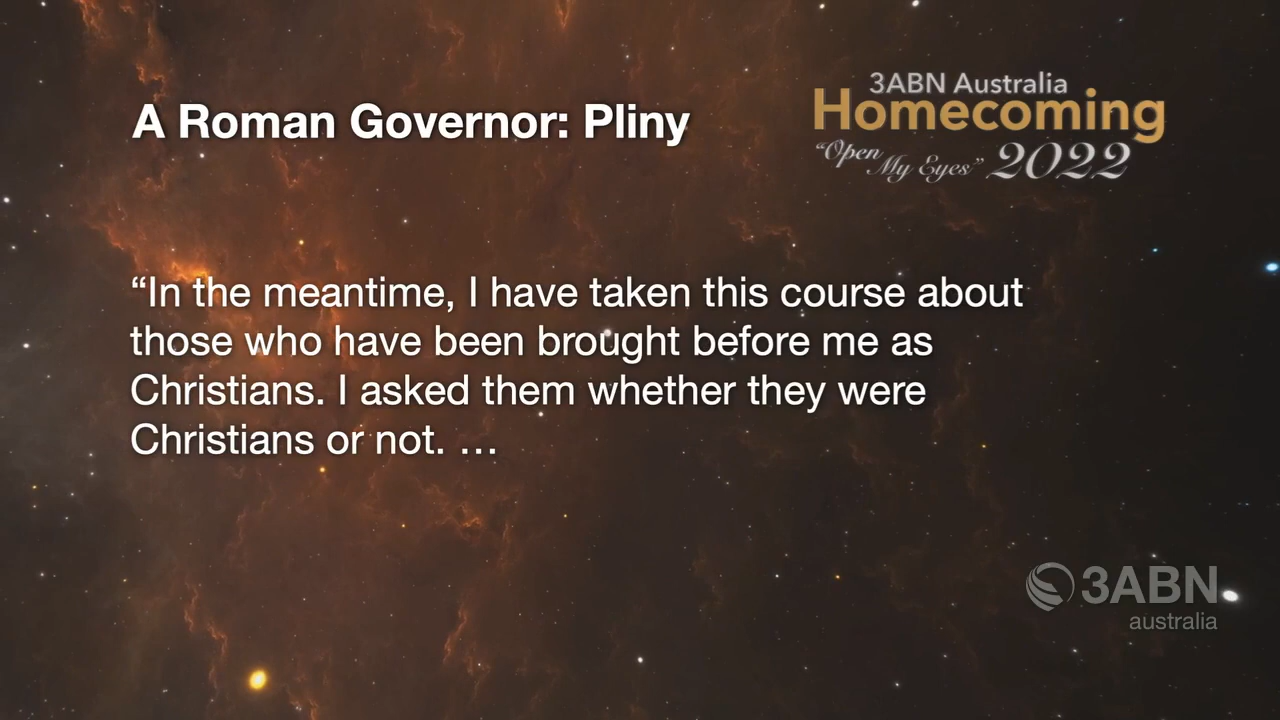 A Roman Governor: Pliny
3ABN Australia
Homecoming
“Open My Eyes” 2022
“In the meantime, I have taken this course about
those who have been brought before me as
Christians. I asked them whether they were
Christians or not. …
3ABN
australia